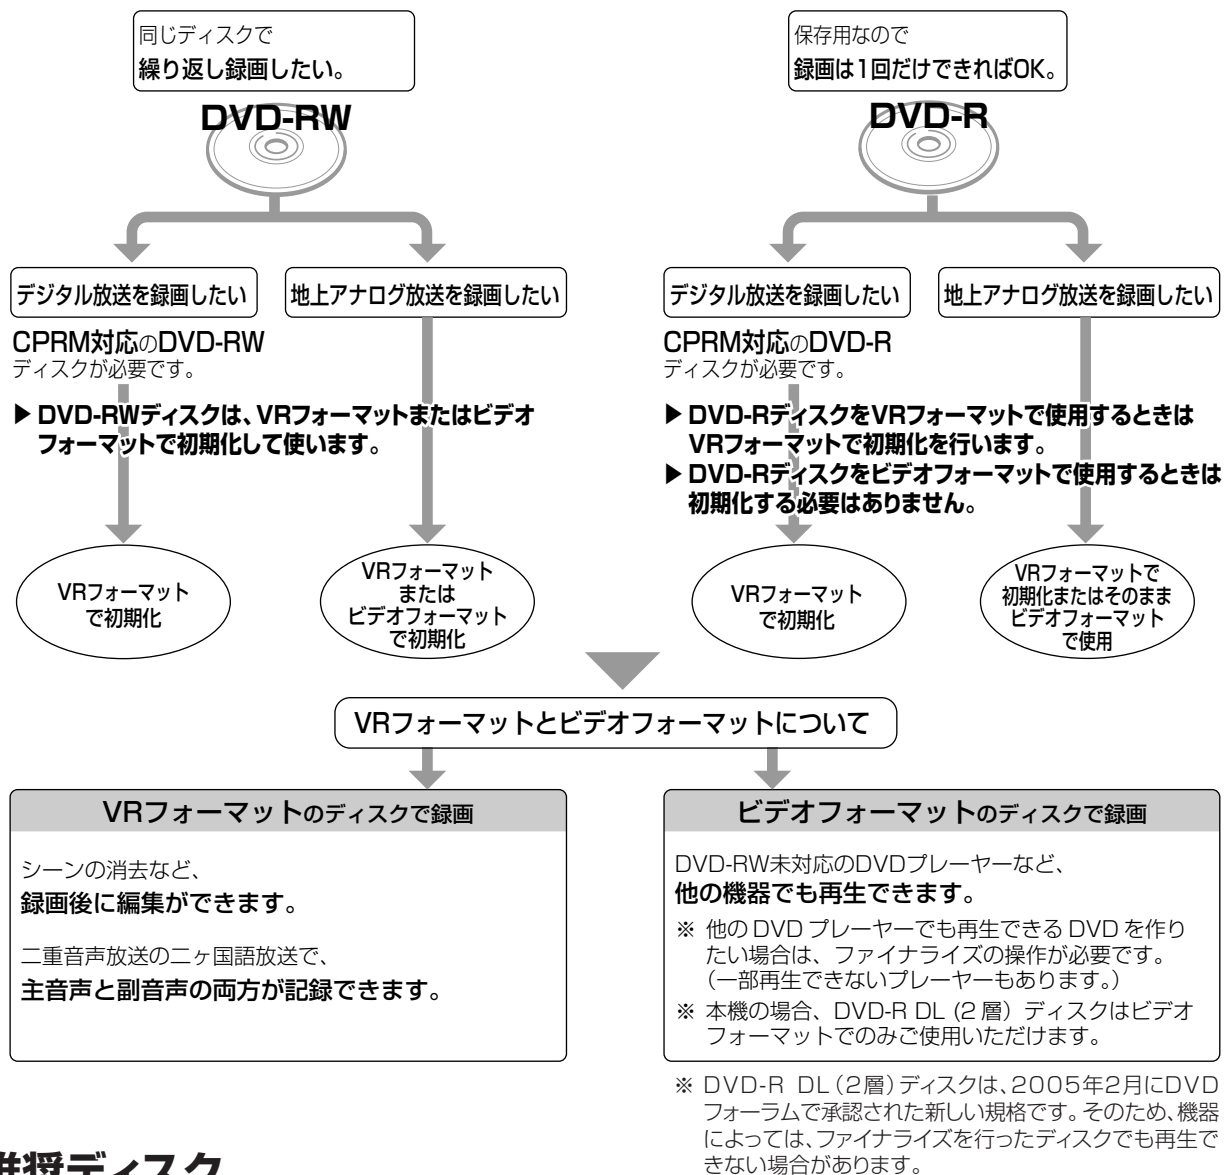 同じディスクで
繰り返し録画したい。
DVD-RW
デジタル放送を録画したい
地上アナログ放送を録画したい
CPRM対応のDVD-RW
ディスクが必要です。
▶ DVD-RWディスクは、VRフォーマットまたはビデオ
フォーマットで初期化して使います。
VRフォーマット
で初期化
VRフォーマット
または
ビデオフォーマット
で初期化
保存用なので
録画は1回だけできればOK。
DVD-R
デジタル放送を録画したい
地上アナログ放送を録画したい
CPRM対応のDVD-R
ディスクが必要です。
▶ DVD-RディスクをVRフォーマットで使用するときは
VRフォーマットで初期化を行います。
▶ DVD-Rディスクをビデオフォーマットで使用するときは
初期化する必要はありません。
VRフォーマット
で初期化
VRフォーマットで
初期化またはそのまま
ビデオフォーマット
で使用
VRフォーマットとビデオフォーマットについて
VRフォーマットのディスクで録画
シーンの消去など、
録画後に編集ができます。
二重音声放送の二ヶ国語放送で、
主音声と副音声の両方が記録できます。
ビデオフォーマットのディスクで録画
DVD-RW未対応のDVDプレーヤーなど、
他の機器でも再生できます。
※ 他の DVD プレーヤーでも再生できる DVD を作り
たい場合は、ファイナライズの操作が必要です。
（一部再生できないプレーヤーもあります。）
※ 本機の場合、DVD-R DL (2 層）ディスクはビデオ
フォーマットでのみご使用いただけます。
※ DVD-R DL（2層）ディスクは、2005年2月にDVD
フォーラムで承認された新しい規格です。そのため、機器
によっては、ファイナライズを行ったディスクでも再生で
きない場合があります。
推奨ディスク